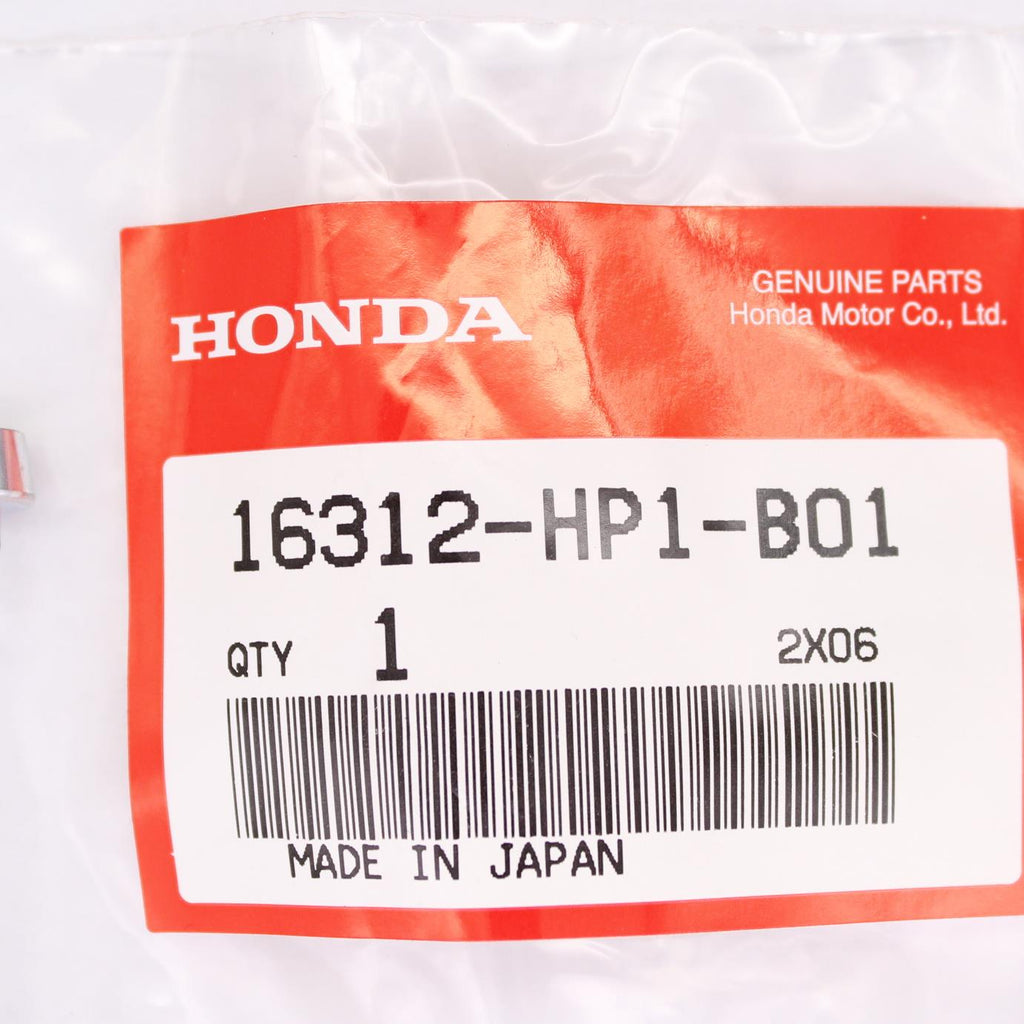 HONDA
GENUINE PARTS
Honda Motor Co., Ltd.
16312-HP1-B01
QTY 1 2X06
MADE IN JAPAN